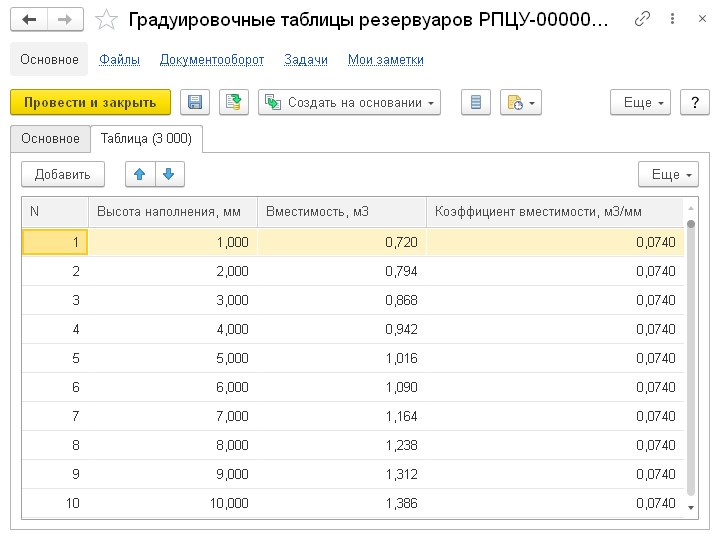 Градуировочные таблицы резервуаров РПЦУ-00000...
Основное Файлы Документооборот Задачи Мои заметки
Провести и закрыть Создать на основании Еще ?
Основное Таблица (3 000)
Добавить Еще
N Высота наполнения, мм Вместимость, м3 Коэффициент вместимости, м3/мм
1 1,000 0,720 0,0740
2 2,000 0,794 0,0740
3 3,000 0,868 0,0740
4 4,000 0,942 0,0740
5 5,000 1,016 0,0740
6 6,000 1,090 0,0740
7 7,000 1,164 0,0740
8 8,000 1,238 0,0740
9 9,000 1,312 0,0740
10 10,000 1,386 0,0740